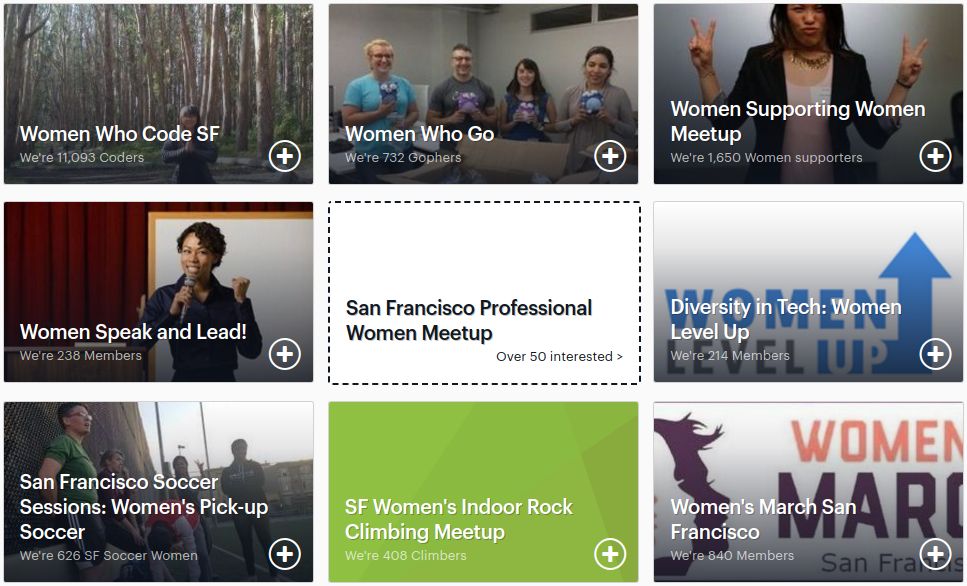 Women Who Code SF
We're 11,093 Coders
Women Who Go
We're 732 Gophers
Women Supporting Women
Meetup
We're 1,650 Women supporters
Women Speak and Lead!
We're 238 Members
San Francisco Professional
Women Meetup
Over 50 interested >
WOMEN
LEVEL UP
Diversity in Tech: Women
Level Up
We're 214 Members
San Francisco Soccer
Sessions: Women's Pick-up
Soccer
We're 626 SF Soccer Women
SF Women's Indoor Rock
Climbing Meetup
We're 408 Climbers
WOMEN
MARC
San Francis
Women's March San
Francisco
We're 840 Members